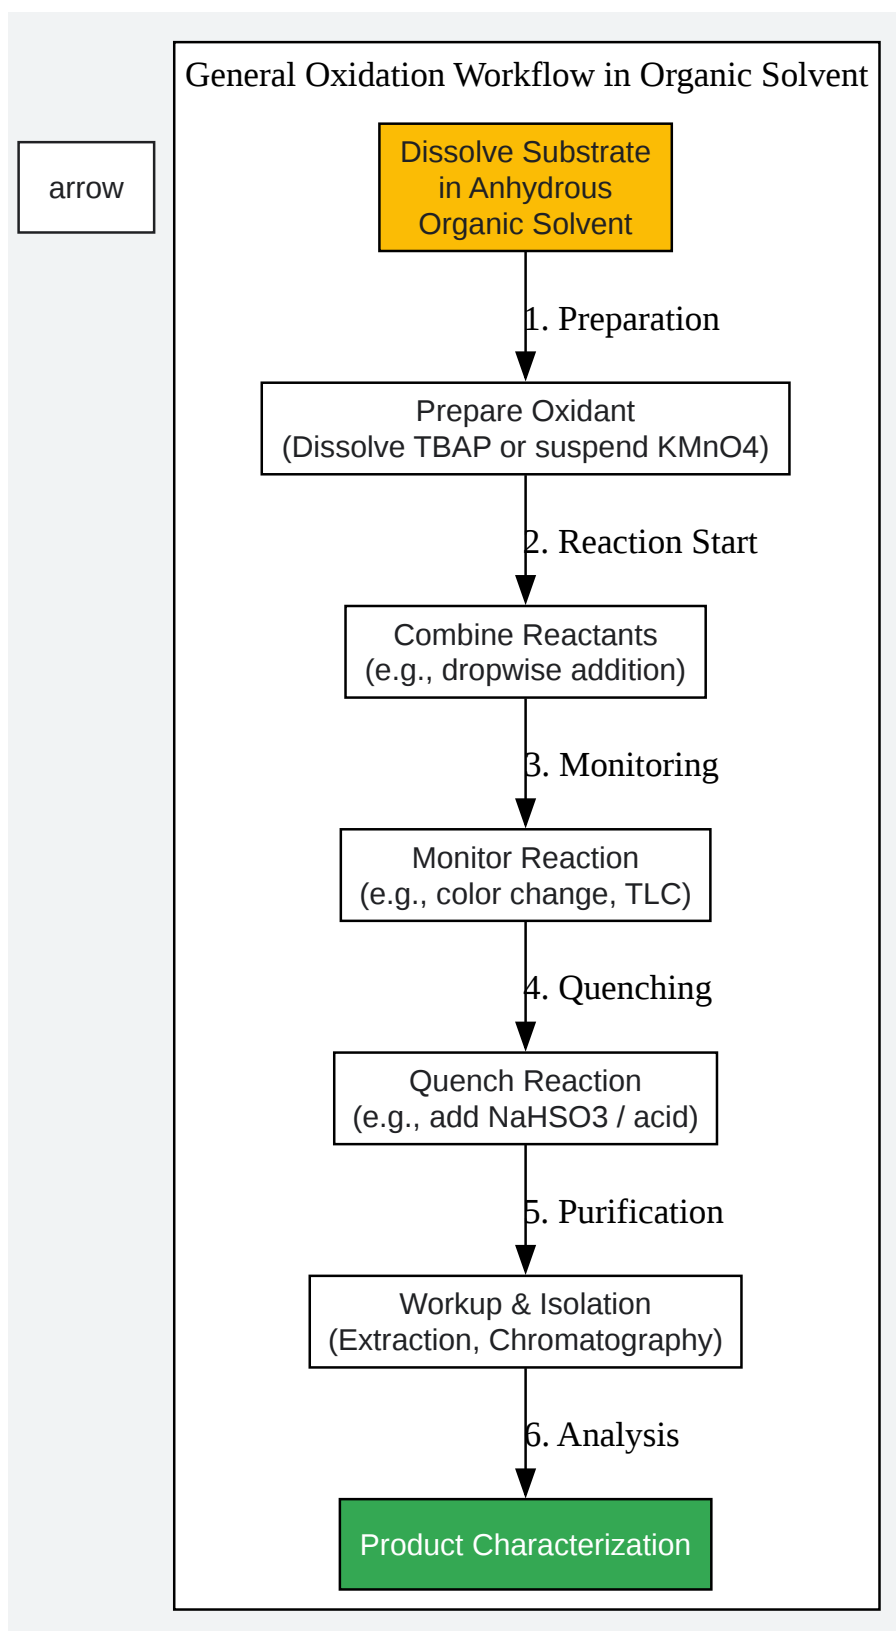 General Oxidation Workflow in Organic Solvent
arrow
Dissolve Substrate
in Anhydrous
Organic Solvent
1. Preparation
Prepare Oxidant
(Dissolve TBAP or suspend KMnO4)
2. Reaction Start
Combine Reactants
(e.g., dropwise addition)
3. Monitoring
Monitor Reaction
(e.g., color change, TLC)
4. Quenching
Quench Reaction
(e.g., add NaHSO3 / acid)
5. Purification
Workup & Isolation
(Extraction, Chromatography)
6. Analysis
Product Characterization